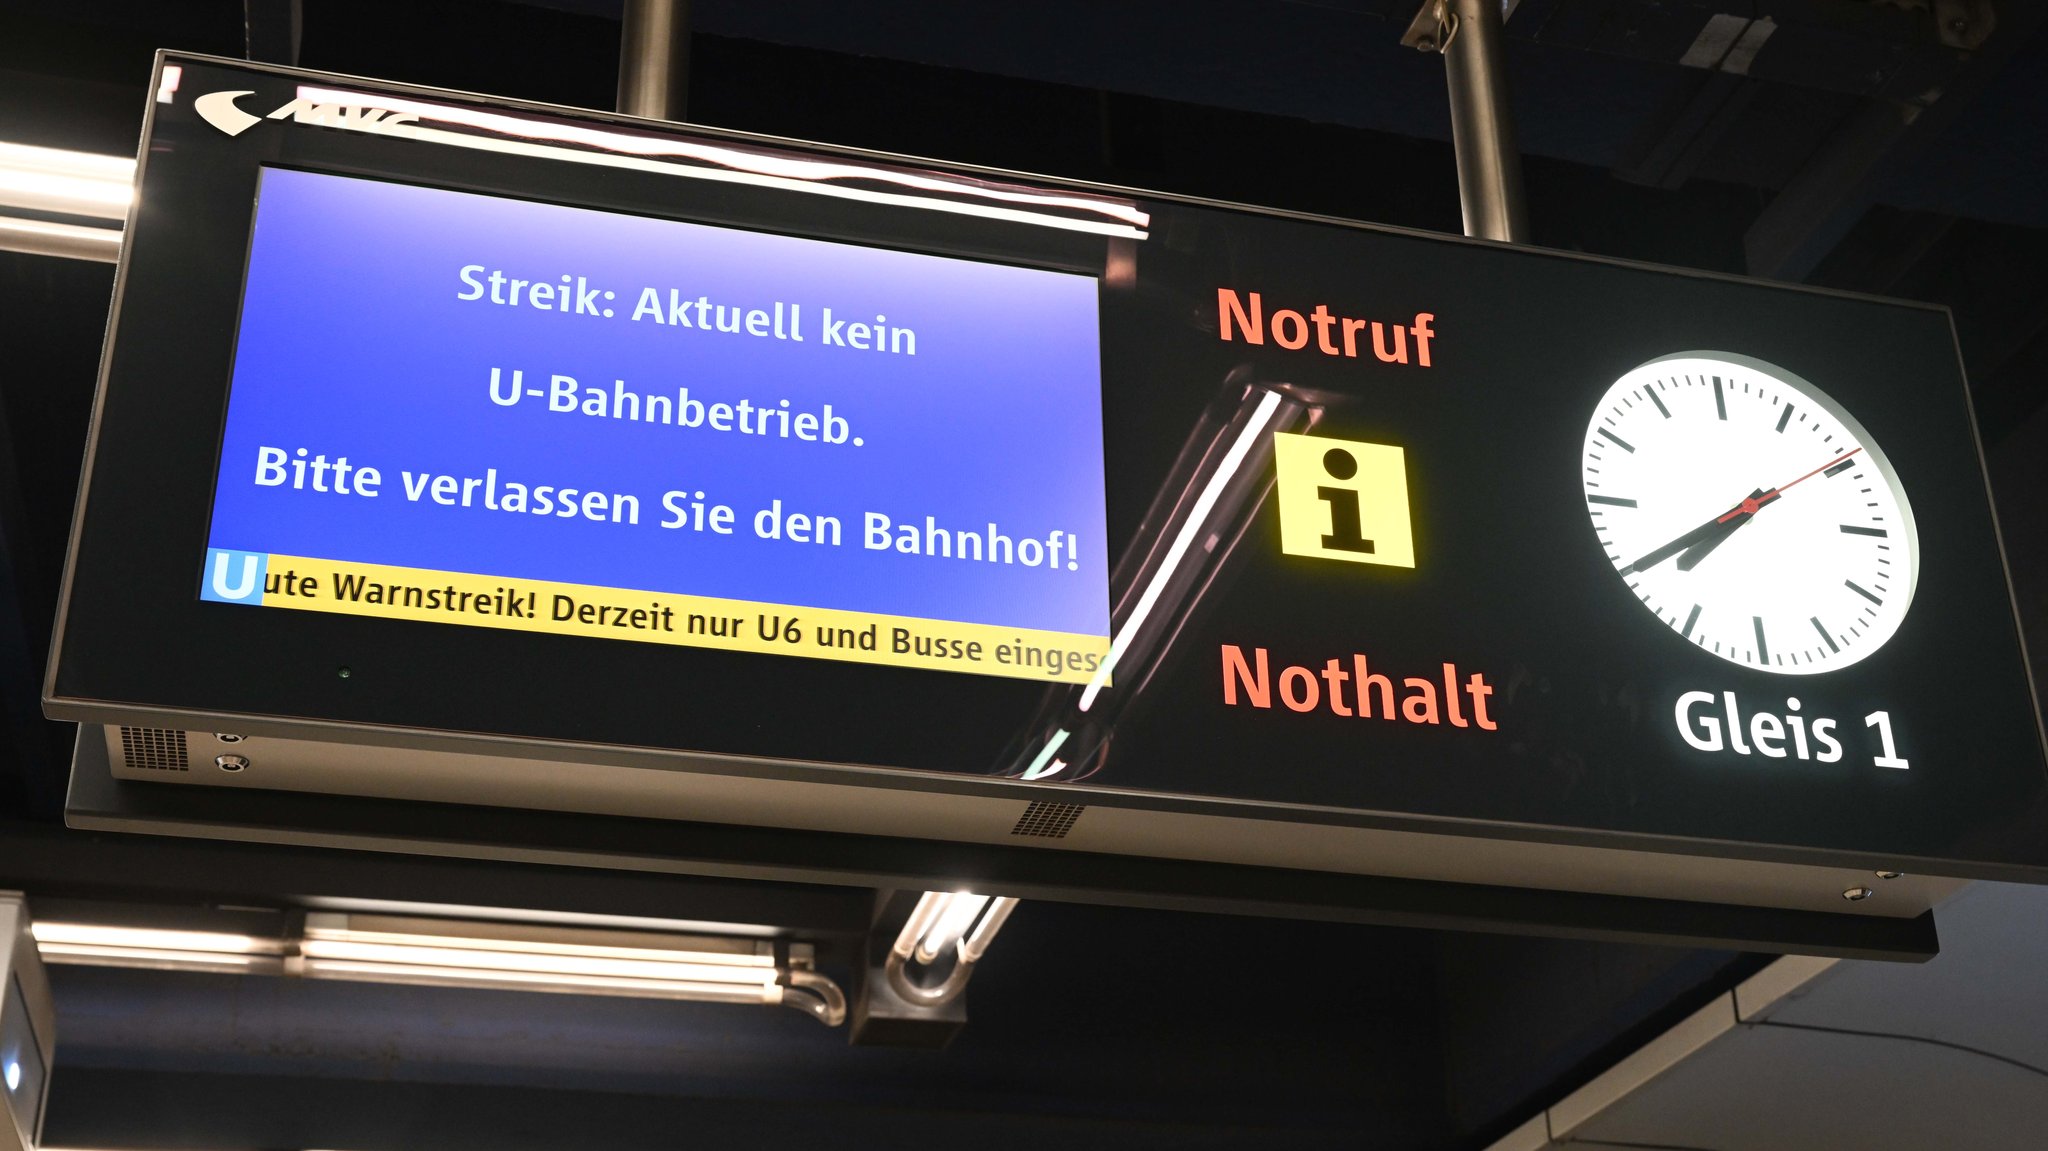 MVG
Streik: Aktuell kein
U-Bahnbetrieb.
Bitte verlassen Sie den Bahnhof!
U
ute Warnstreik! Derzeit nur U6 und Busse einges
Notruf
i
Nothalt
Gleis 1